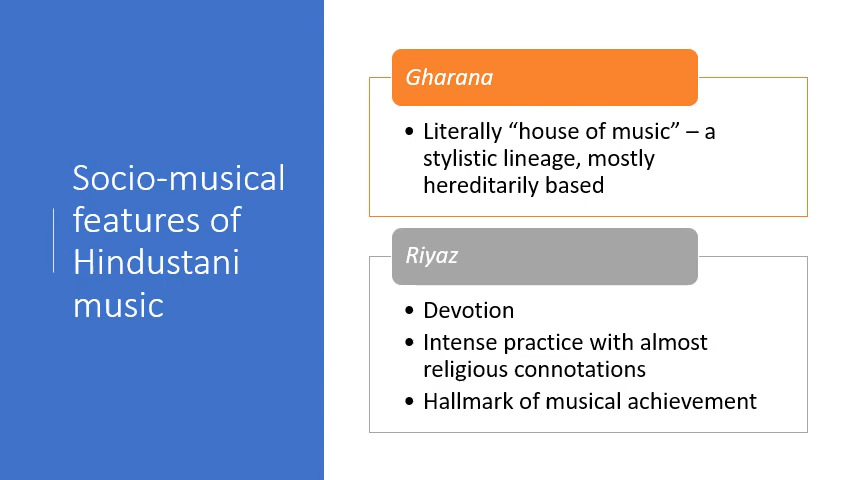 Socio-musical
features of
Hindustani
music
Gharana
• Literally “house of music” – a
stylistic lineage, mostly
hereditarily based
Riyaz
• Devotion
• Intense practice with almost
religious connotations
• Hallmark of musical achievement